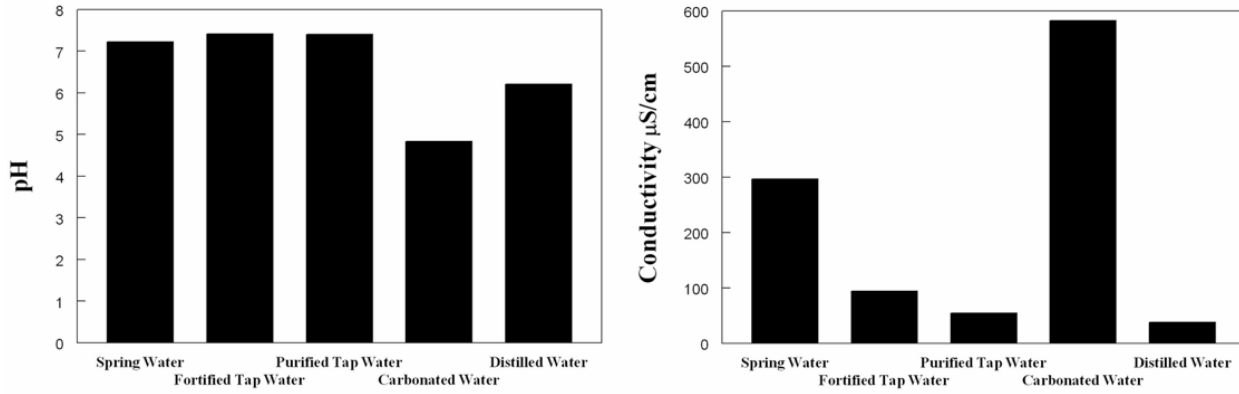 pH
8
7
6
5
4
3
2
1
0
Spring Water
Purified Tap Water
Distilled Water
Fortified Tap Water
Carbonated Water
Conductivity µS/cm
600
500
400
300
200
100
0
Spring Water
Purified Tap Water
Distilled Water
Fortified Tap Water
Carbonated Water